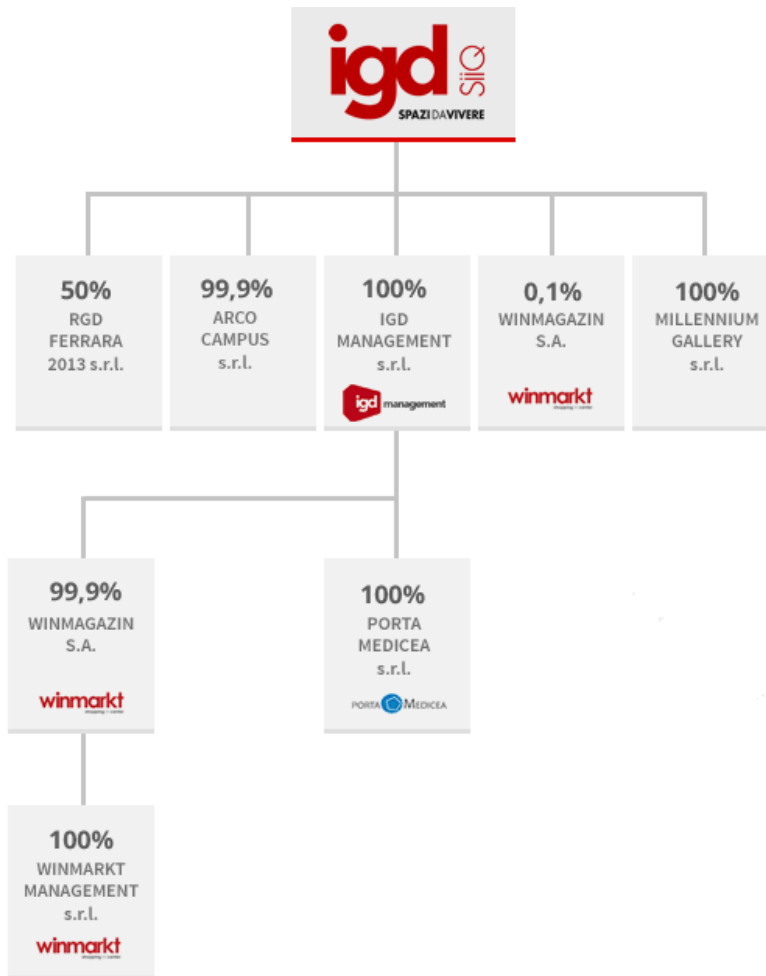 igd SiiQ
SPAZI DA VIVERE
50%
RGD
FERRARA
2013 s.r.l.
99,9%
ARCO
CAMPUS
s.r.l.
100%
IGD
MANAGEMENT
s.r.l.
igd management
0,1%
WINMAGAZIN
S.A.
winmarkt
100%
MILLENNIUM
GALLERY
s.r.l.
99,9%
WINMAGAZIN
S.A.
winmarkt
100%
PORTA
MEDICEA
s.r.l.
PORTA MEDICEA
100%
WINMARKT
MANAGEMENT
s.r.l.
winmarkt